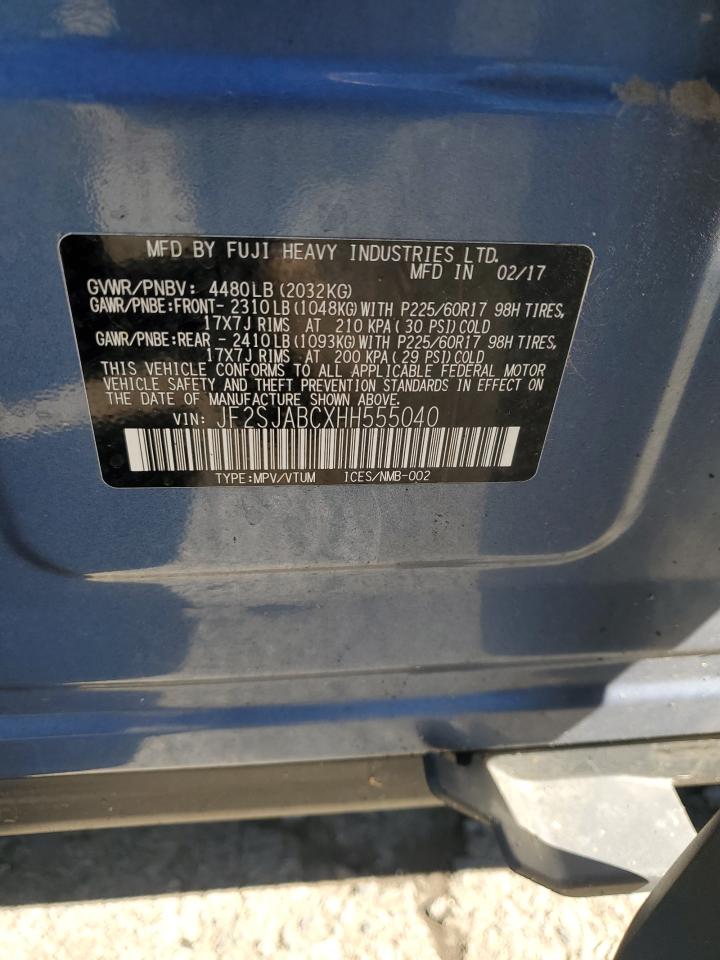 MFD BY FUJI HEAVY INDUSTRIES LTD.
MFD IN 02/17
GVWR/PNBV: 4480LB(2032KG)
GAWR/PNBE:FRONT- 2310LB(1048KG)WITH P225/60R17 98H TIRES,
17X7J RIMS AT 210 KPA(30 PSI)COLD
GAWR/PNBE:REAR - 2410LB(1093KG)WITH P225/60R17 98H TIRES,
17X7J RIMS AT 200 KPA(29 PSI)COLD
THIS VEHICLE CONFORMS TO ALL APPLICABLE FEDERAL MOTOR
VEHICLE SAFETY AND THEFT PREVENTION STANDARDS IN EFFECT ON
THE DATE OF MANUFACTURE SHOWN ABOVE.
VIN: JF2SJABCXHH555040
TYPE:MPV/VTUM ICES/NMB-002